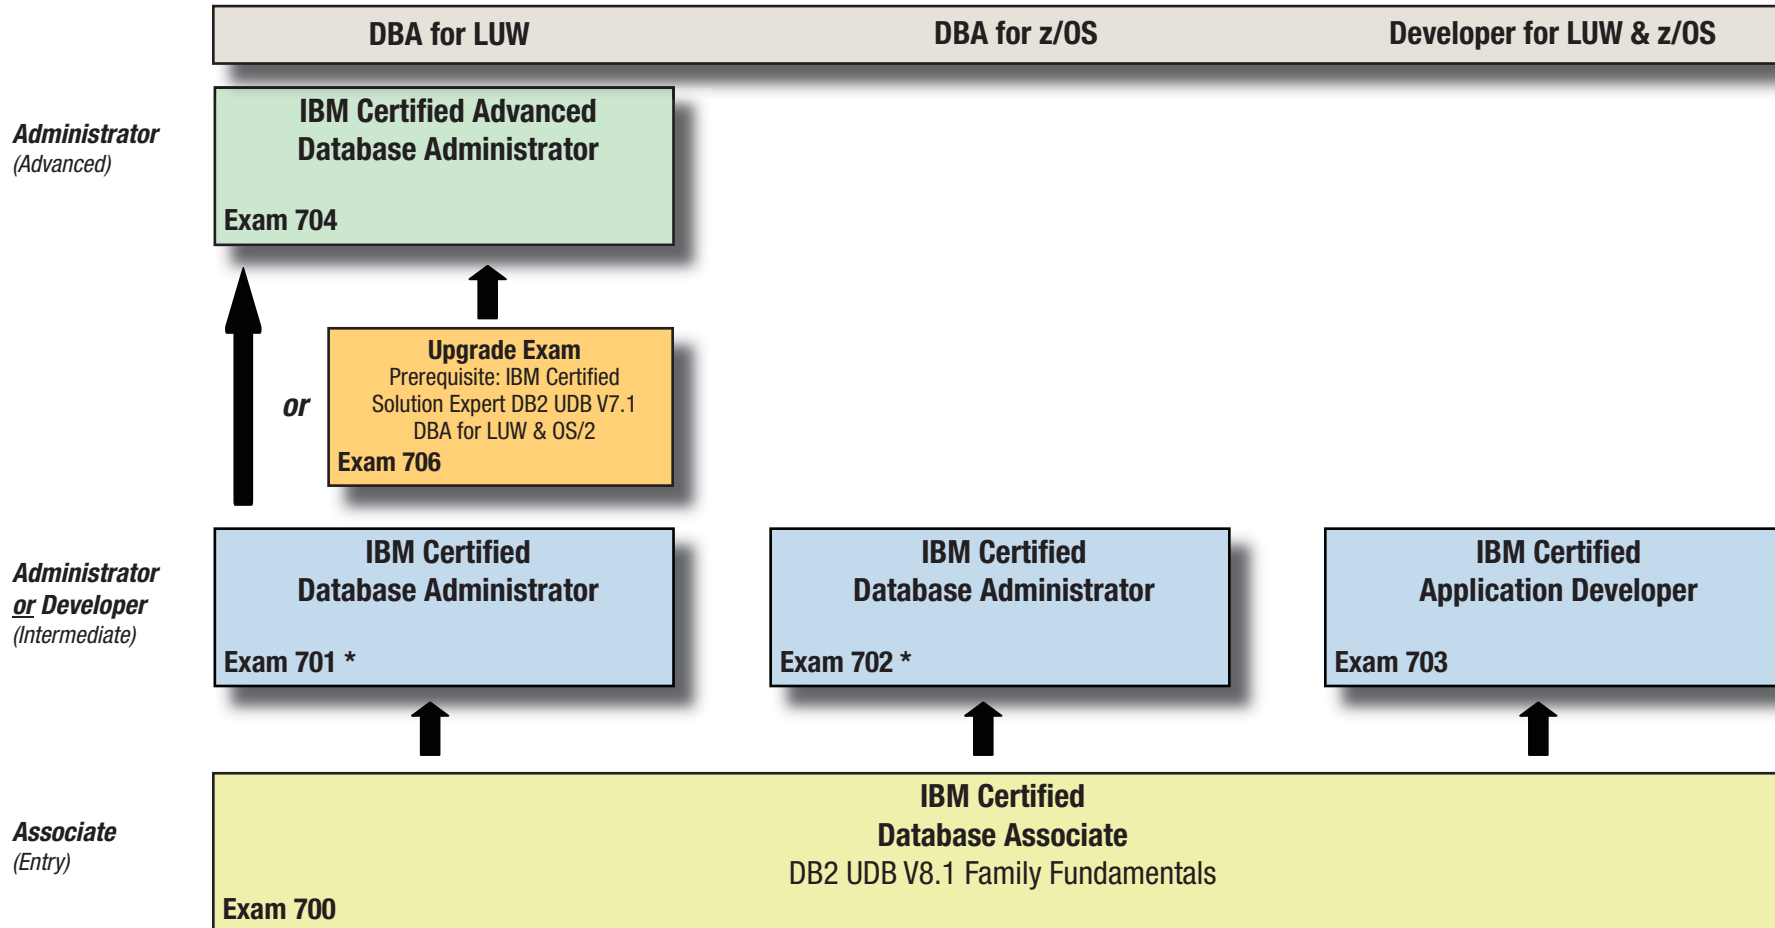 DBA for LUW
DBA for z/OS
Developer for LUW & z/OS
Administrator
(Advanced)
IBM Certified Advanced
Database Administrator
Exam 704
or
Upgrade Exam
Prerequisite: IBM Certified
Solution Expert DB2 UDB V7.1
DBA for LUW & OS/2
Exam 706
Administrator
or Developer
(Intermediate)
IBM Certified
Database Administrator
Exam 701 *
IBM Certified
Database Administrator
Exam 702 *
IBM Certified
Application Developer
Exam 703
Associate
(Entry)
IBM Certified
Database Associate
DB2 UDB V8.1 Family Fundamentals
Exam 700